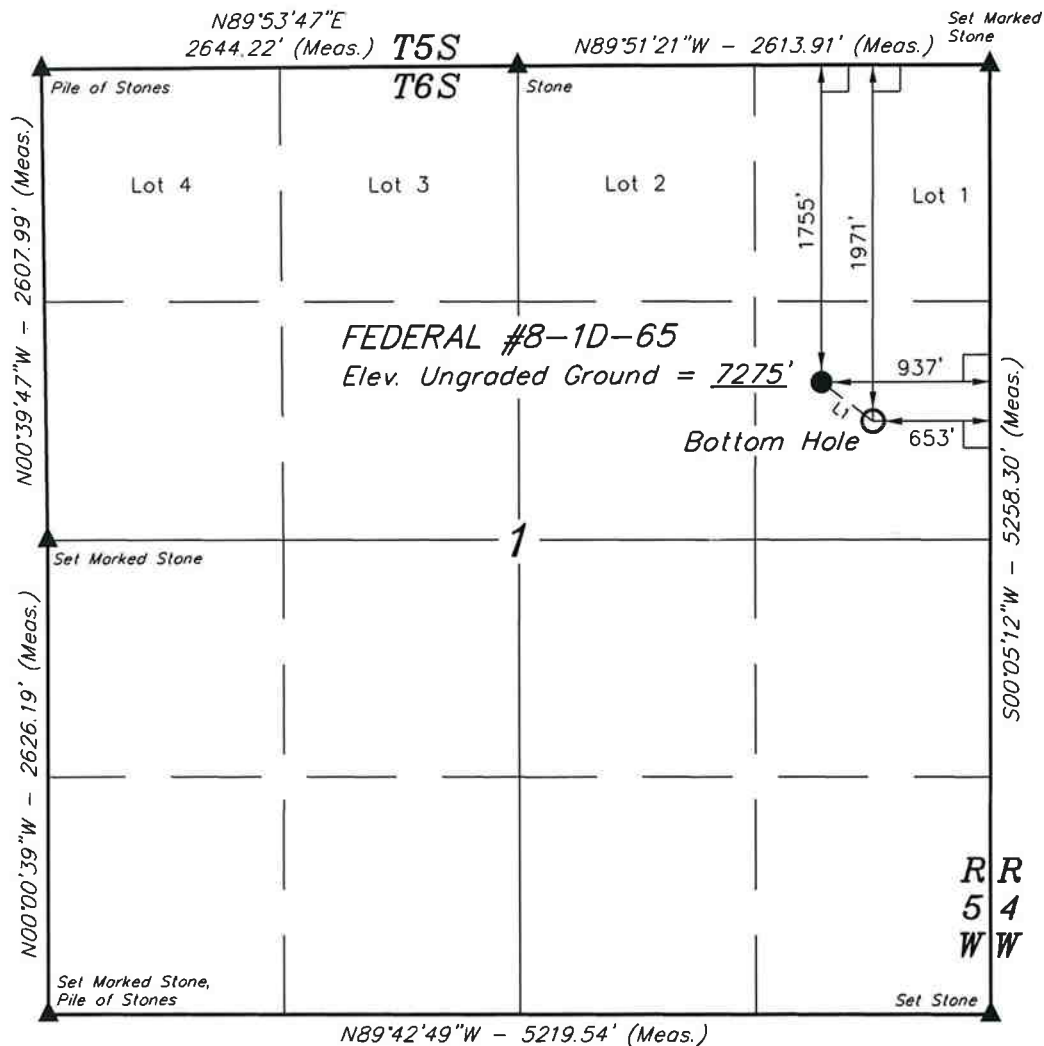 N89°53'47"E
2644.22' (Meas.)
T5S
N89°51'21"W - 2613.91' (Meas.)
Set Marked
Stone
Pile of Stones
T6S
Stone
N00°39'47"W - 2607.99' (Meas.)
Lot 4
Lot 3
Lot 2
Lot 1
1755'
1971'
FEDERAL #8-1D-65
Elev. Ungraded Ground = 7275'
937'
L1
Bottom Hole
653'
S00°05'12"W - 5258.30' (Meas.)
1
Set Marked Stone
N00°00'39"W - 2626.19' (Meas.)
R R
5 4
W W
Set Marked Stone,
Pile of Stones
Set Stone
N89°42'49"W - 5219.54' (Meas.)